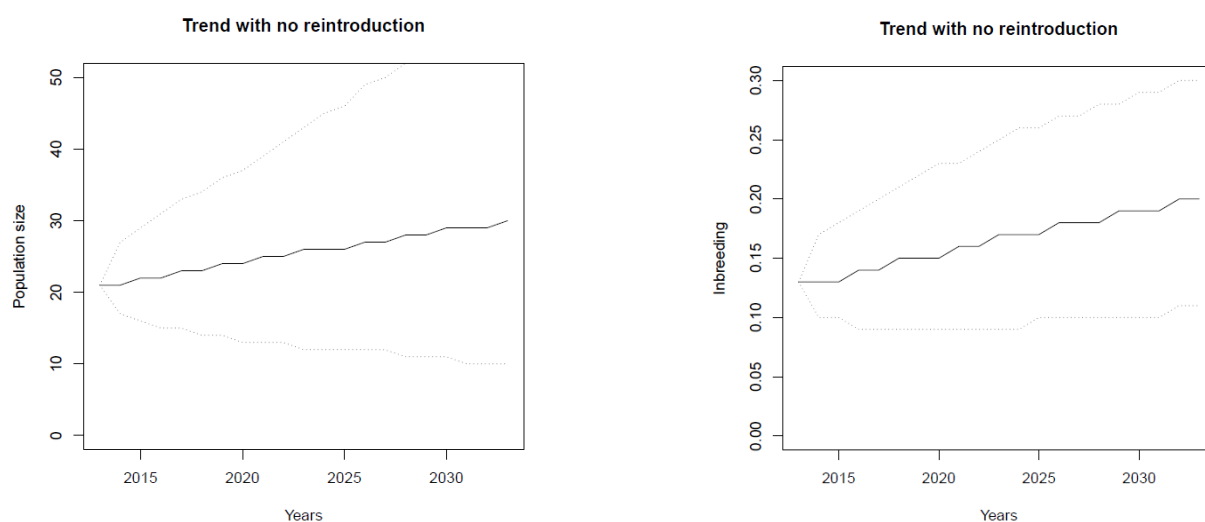 Trend with no reintroduction
50
40
30
20
10
0
Population size
2015 2020 2025 2030
Years
Trend with no reintroduction
0.30
0.25
0.20
0.15
0.10
0.05
0.00
Inbreeding
2015 2020 2025 2030
Years